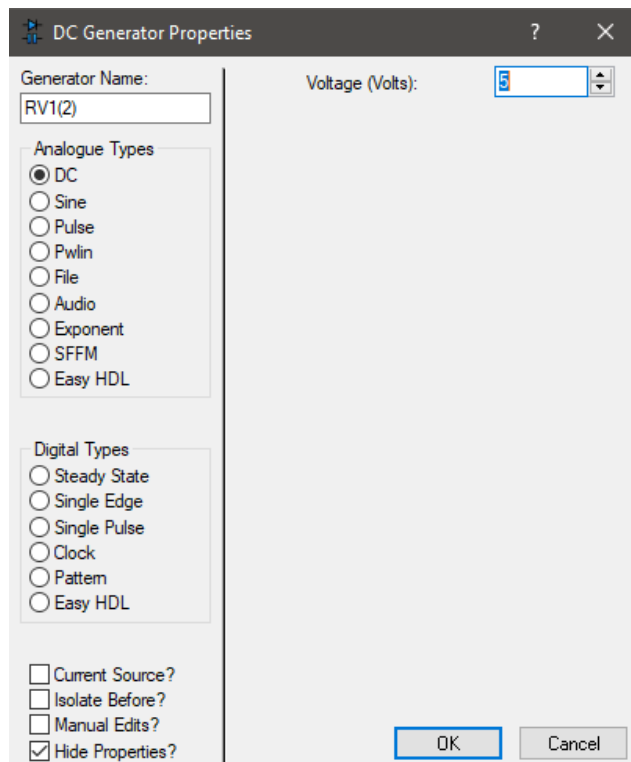 DC Generator Properties
?
Generator Name:
RV1(2)
Voltage (Volts):
5
Analogue Types
DC
Sine
Pulse
Pwlin
File
Audio
Exponent
SFFM
Easy HDL
Digital Types
Steady State
Single Edge
Single Pulse
Clock
Pattern
Easy HDL
Current Source?
Isolate Before?
Manual Edits?
Hide Properties?
OK
Cancel